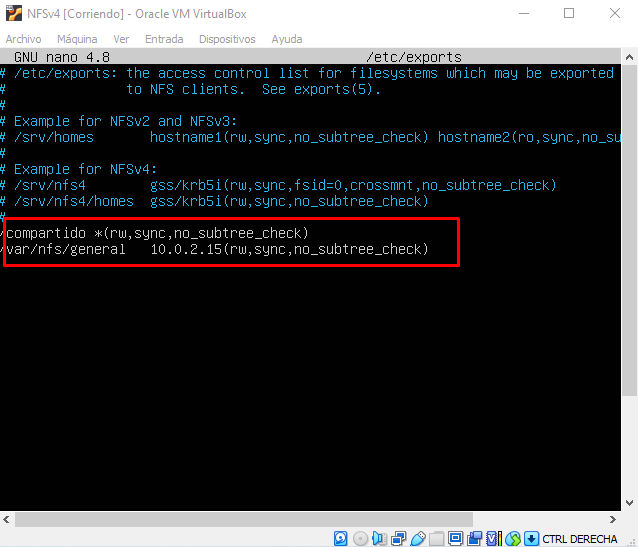 NFSv4 [Corriendo] - Oracle VM VirtualBox
Archivo Máquina Ver Entrada Dispositivos Ayuda
GNU nano 4.8 /etc/exports
# /etc/exports: the access control list for filesystems which may be exported
# to NFS clients. See exports(5).
#
# Example for NFSv2 and NFSv3:
# /srv/homes hostname1(rw,sync,no_subtree_check) hostname2(ro,sync,no_su
#
# Example for NFSv4:
# /srv/nfs4 gss/krb5i(rw,sync,fsid=0,crossmnt,no_subtree_check)
# /srv/nfs4/homes gss/krb5i(rw,sync,no_subtree_check)
#
/compartido *(rw,sync,no_subtree_check)
/var/nfs/general 10.0.2.15(rw,sync,no_subtree_check)
CTRL DERECHA